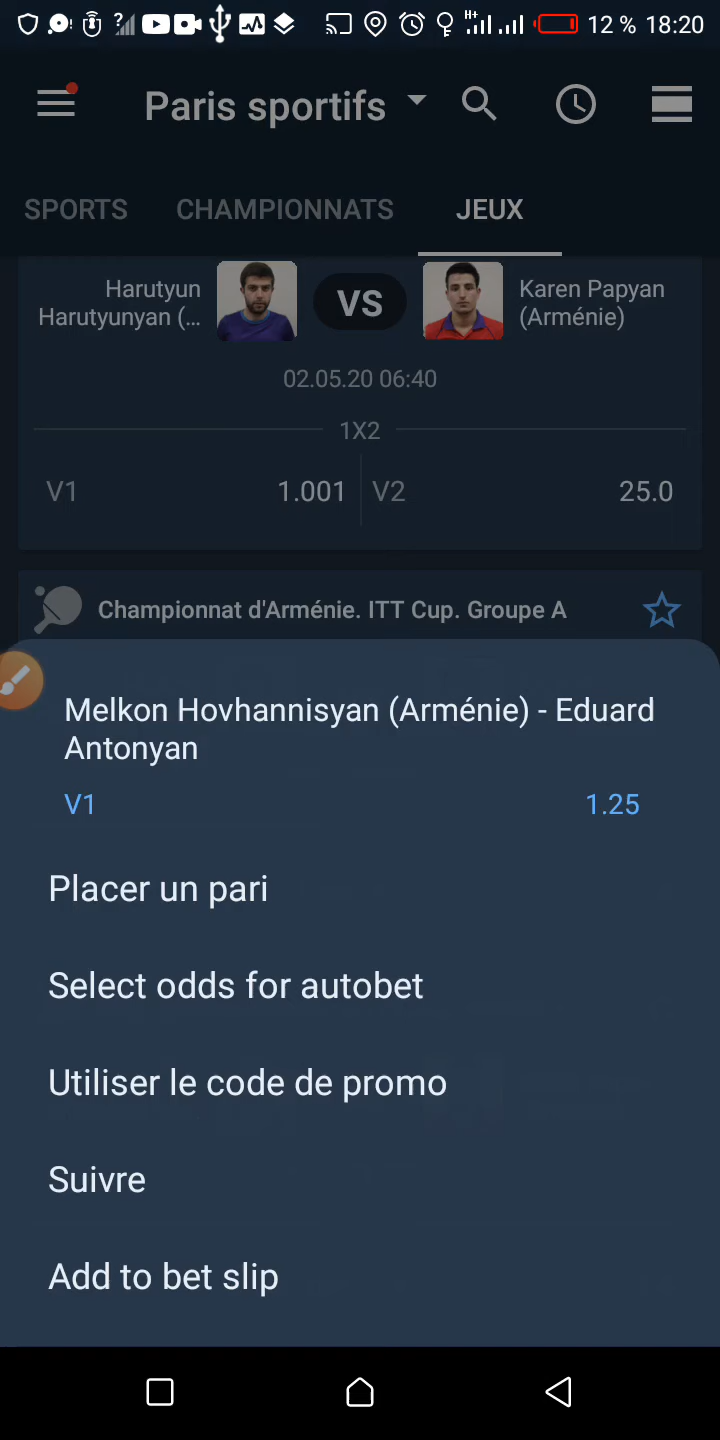 H+ 12 % 18:20
Paris sportifs
SPORTS CHAMPIONNATS JEUX
Harutyun
Harutyunyan (…
VS
Karen Papyan
(Arménie)
02.05.20 06:40
1X2
V1 1.001 V2 25.0
Championnat d'Arménie. ITT Cup. Groupe A
Melkon Hovhannisyan (Arménie) - Eduard
Antonyan
V1 1.25
Placer un pari
Select odds for autobet
Utiliser le code de promo
Suivre
Add to bet slip